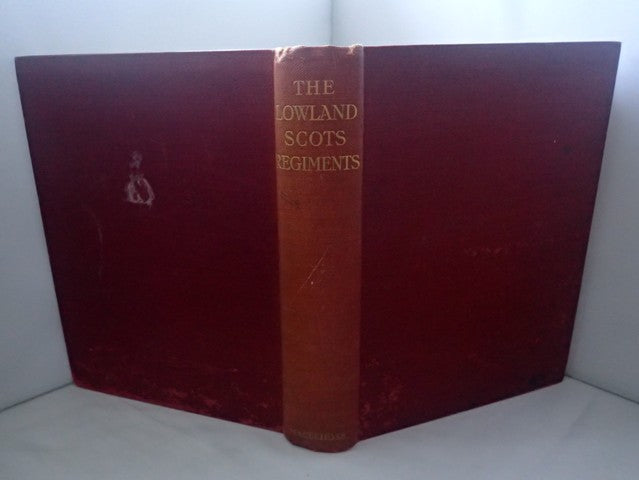 THE
LOWLAND
SCOTS
REGIMENTS